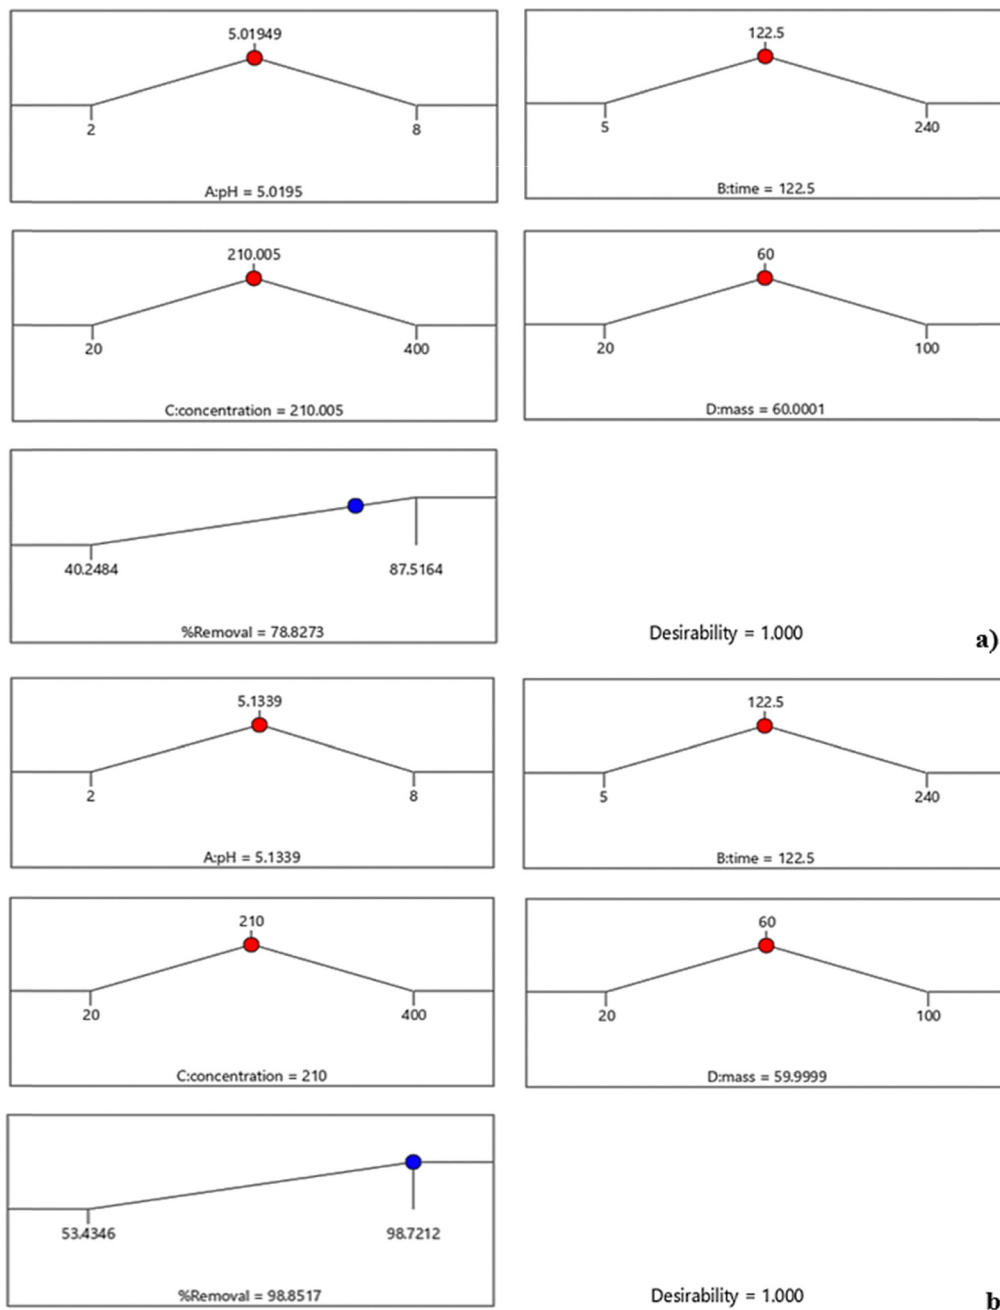 5.01949
2 8
A:pH = 5.0195
122.5
5 240
B:time = 122.5
210.005
20 400
C:concentration = 210.005
60
20 100
D:mass = 60.0001
40.2484 87.5164
%Removal = 78.8273
Desirability = 1.000
a)
5.1339
2 8
A:pH = 5.1339
122.5
5 240
B:time = 122.5
210
20 400
C:concentration = 210
60
20 100
D:mass = 59.9999
53.4346 98.7212
%Removal = 98.8517
Desirability = 1.000
b